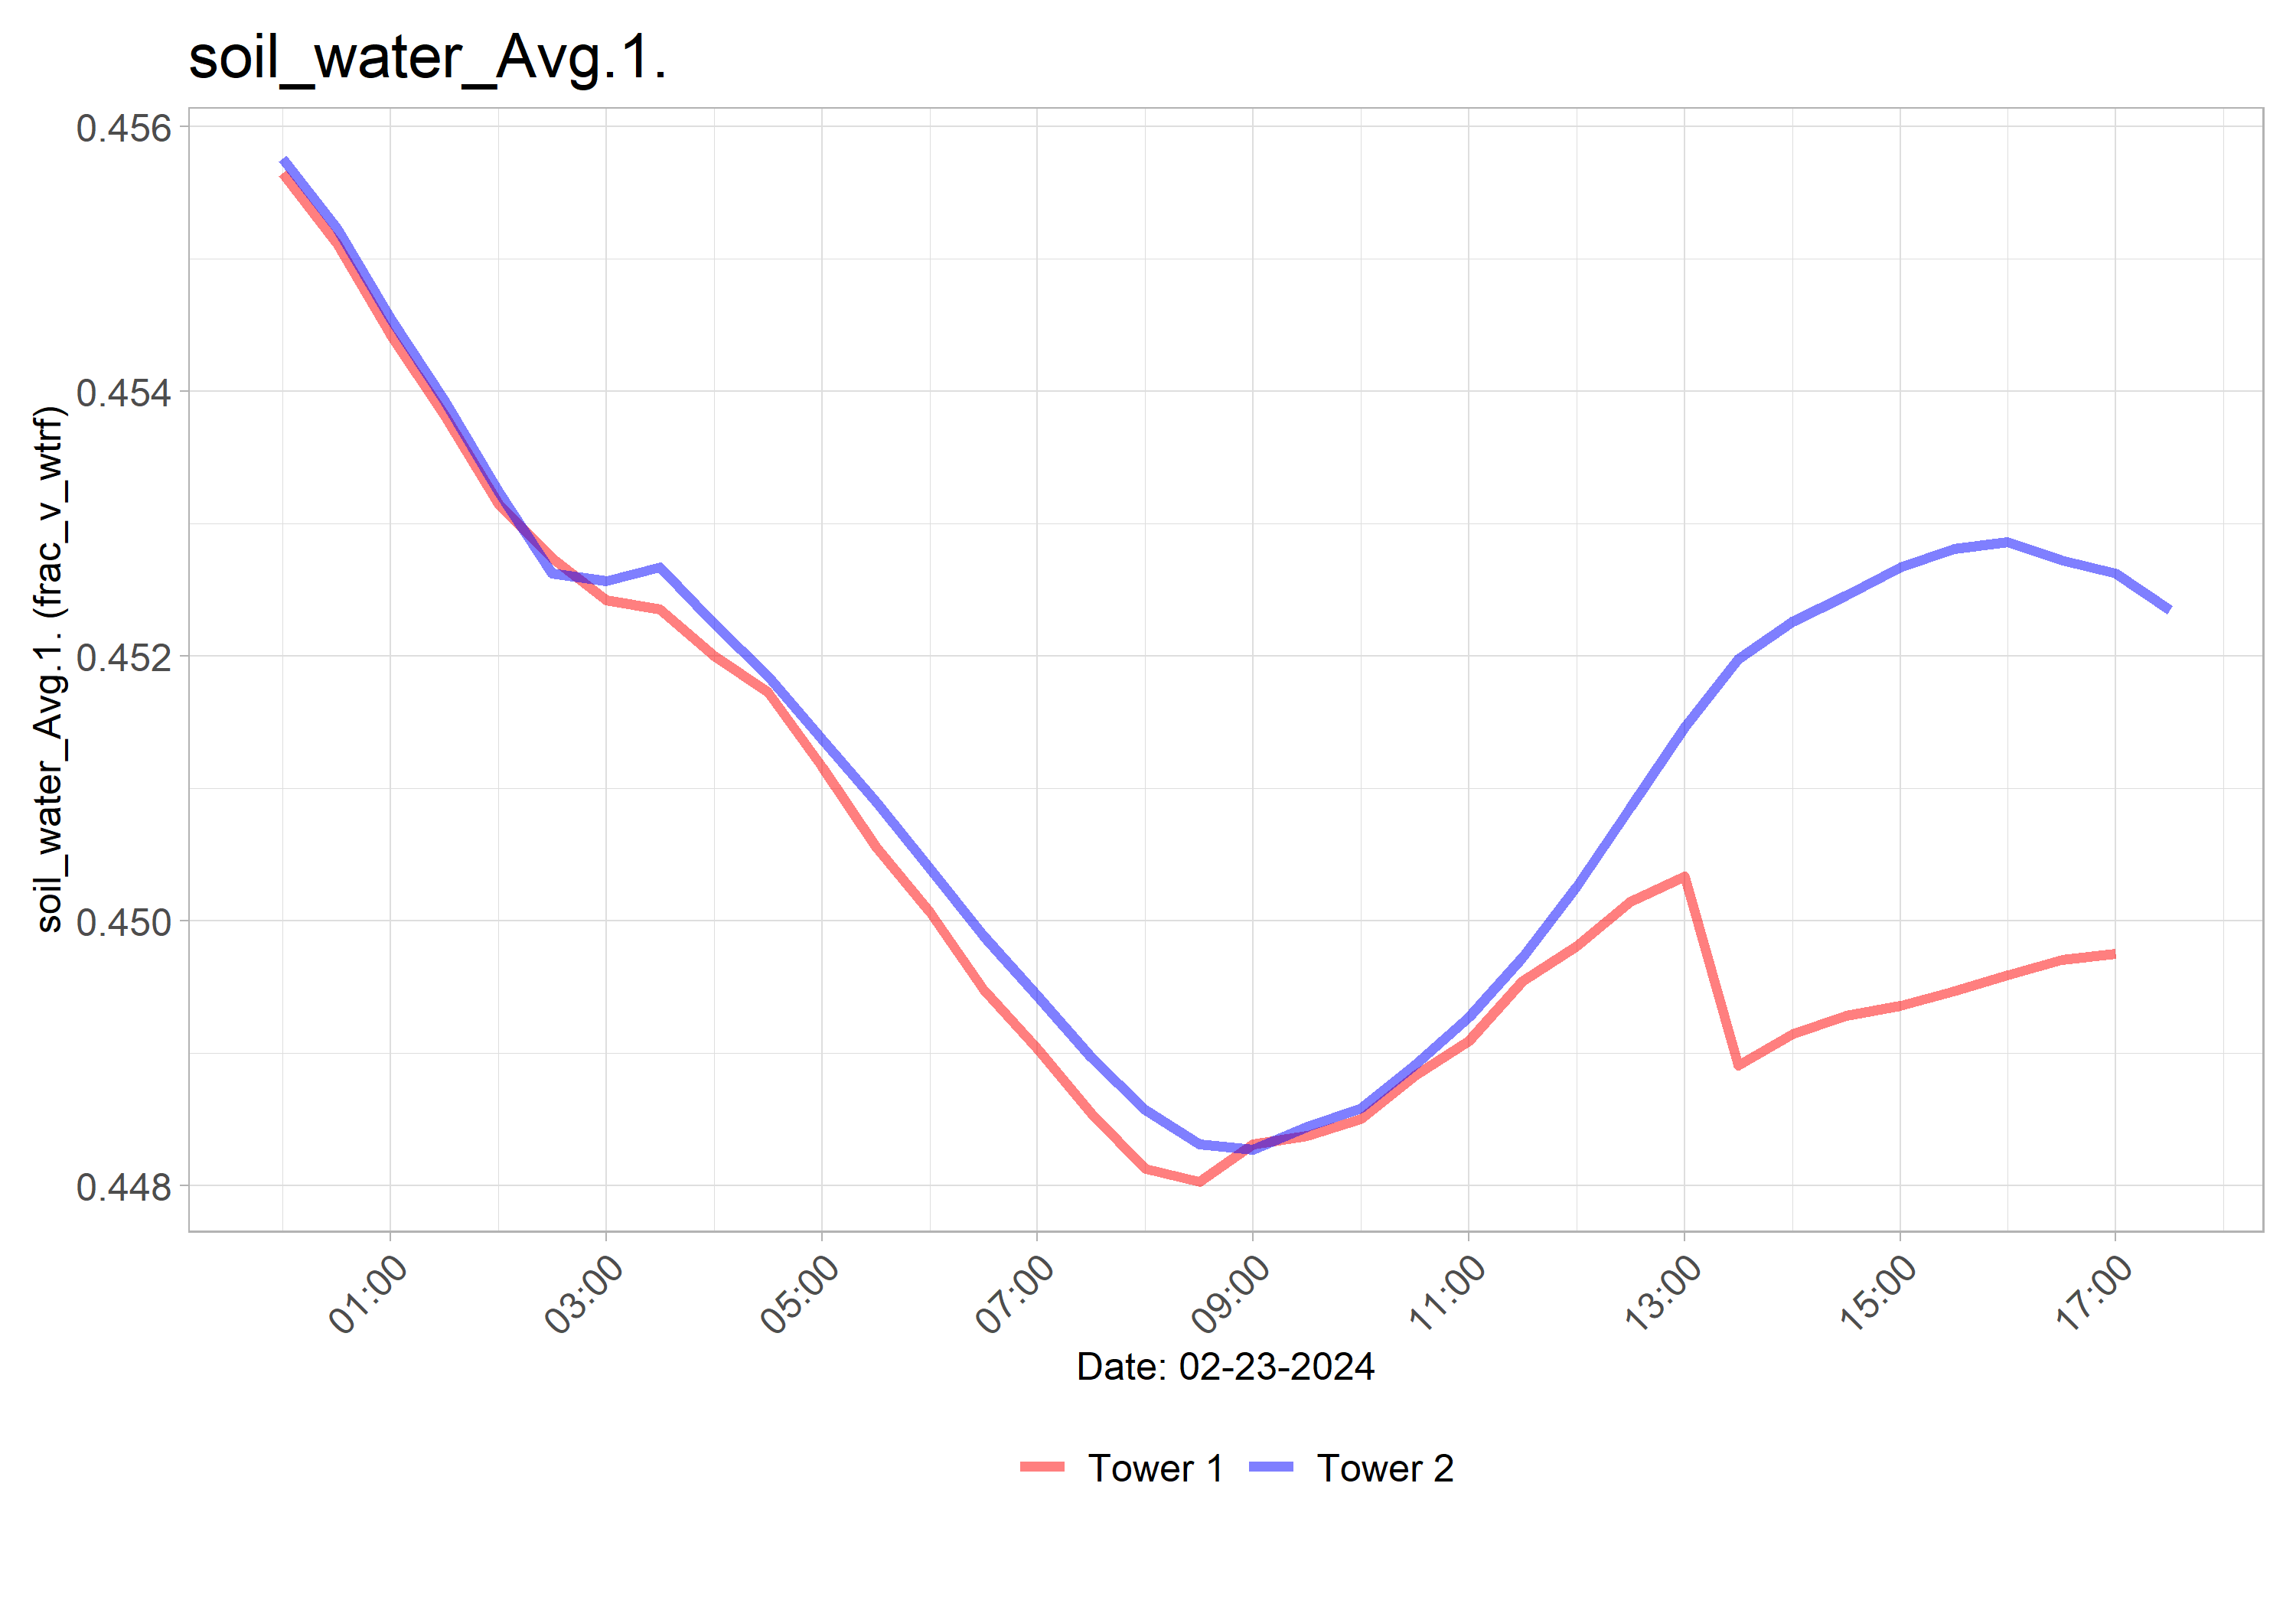 soil_water_Avg.1.
soil_water_Avg.1. (frac_v_wtrf)
0.456
0.454
0.452
0.450
0.448
01:00
03:00
05:00
07:00
09:00
11:00
13:00
15:00
17:00
Date: 02-23-2024
Tower 1
Tower 2